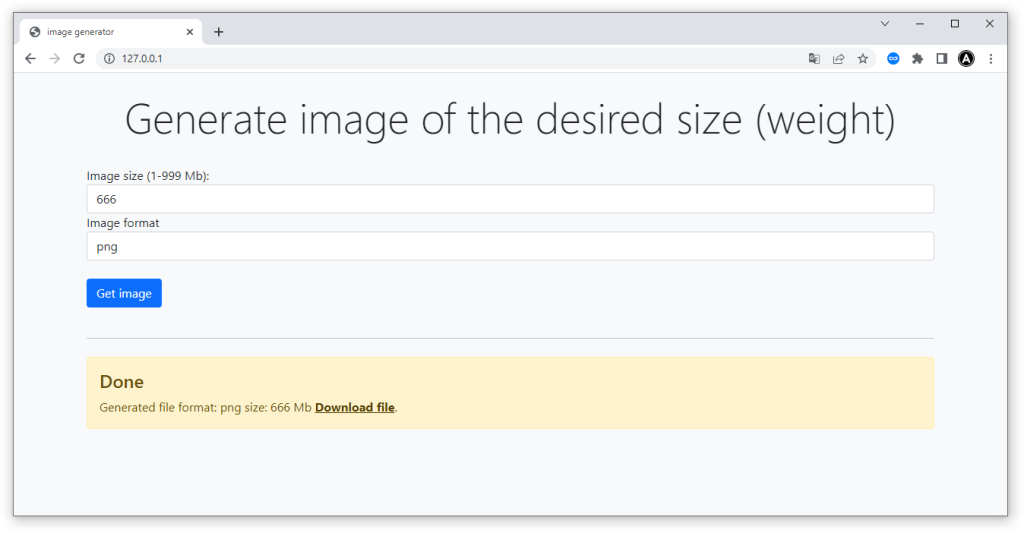 image generator
127.0.0.1
A
Generate image of the desired size (weight)
Image size (1-999 Mb):
666
Image format
png
Get image
Done
Generated file format: png size: 666 Mb Download file.